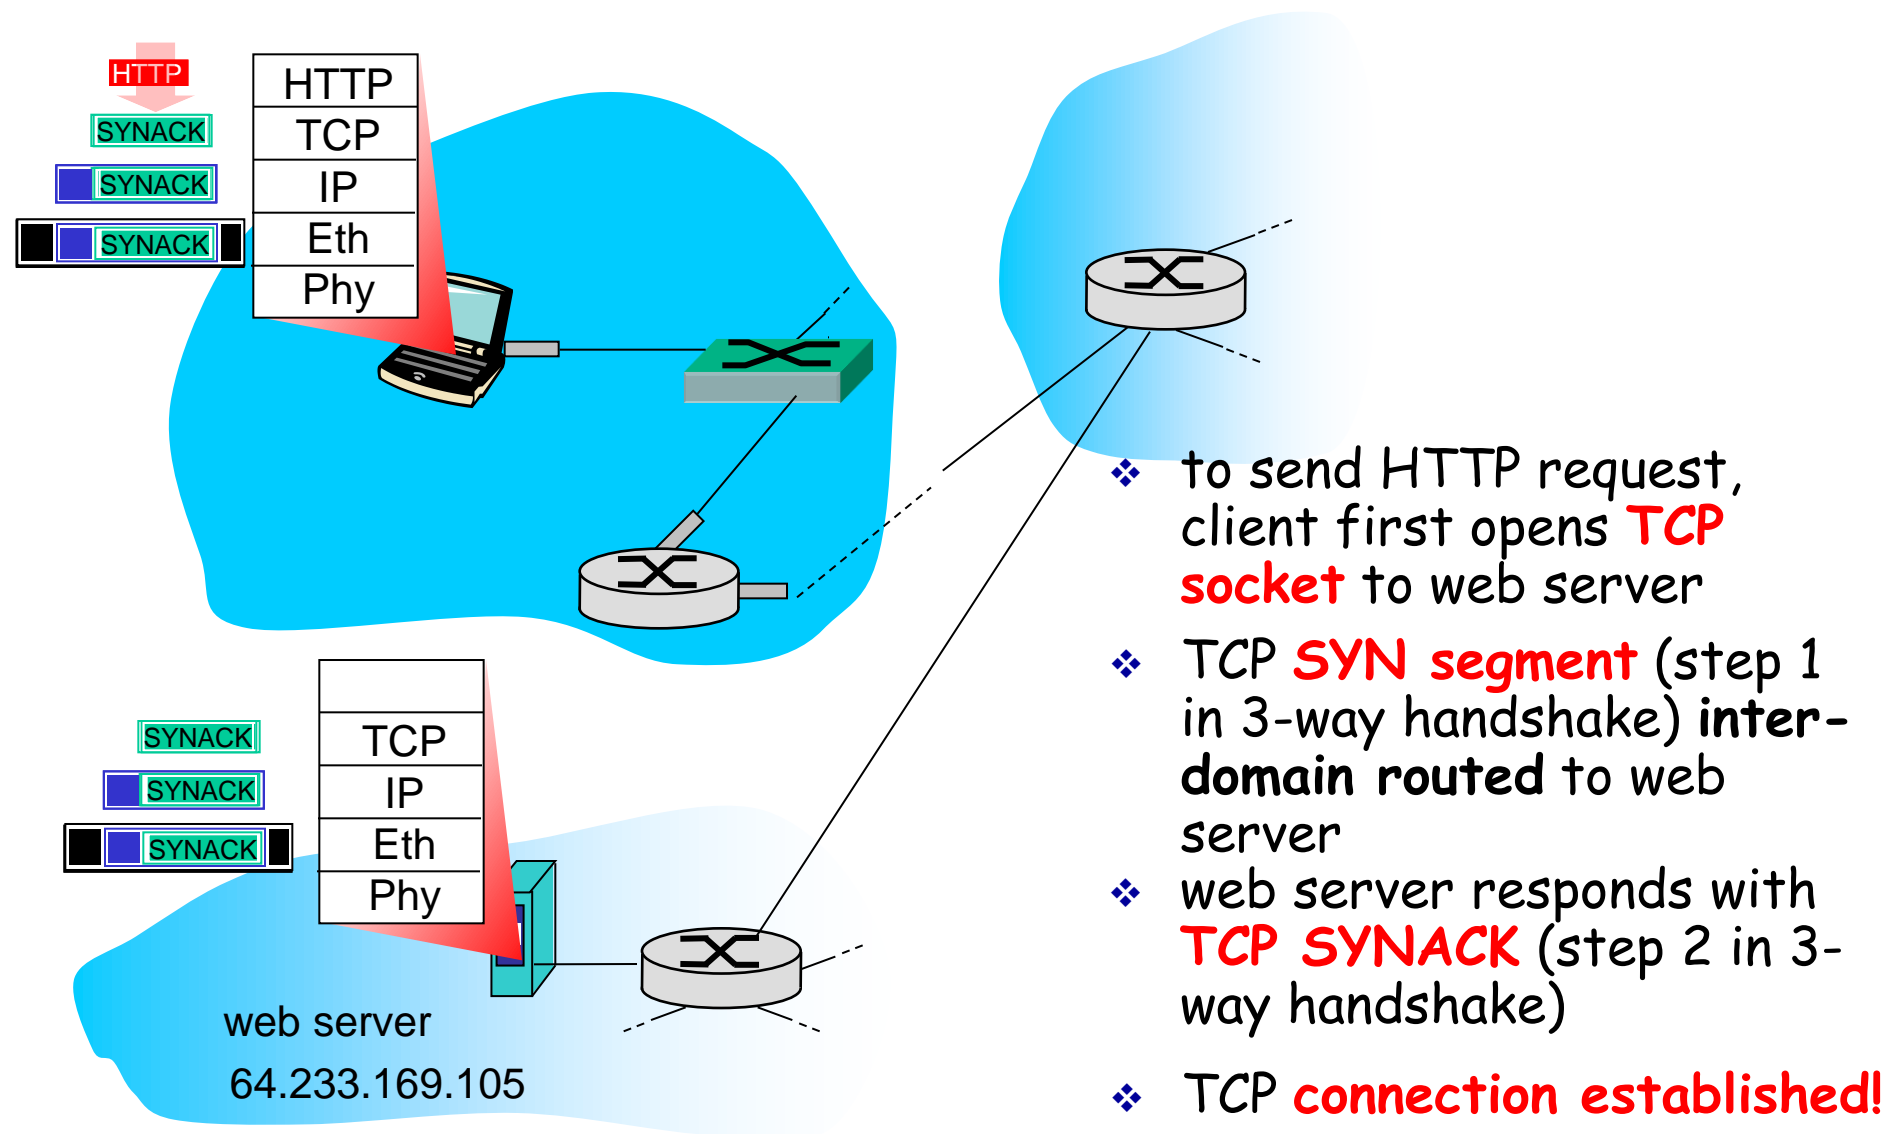 HTTP
SYNACK
SYNACK
SYNACK
HTTP
TCP
IP
Eth
Phy
SYNACK
SYNACK
SYNACK
TCP
IP
Eth
Phy
web server
64.233.169.105
to send HTTP request,
client first opens TCP
socket to web server
TCP SYN segment (step 1
in 3-way handshake) inter-
domain routed to web
server
web server responds with
TCP SYNACK (step 2 in 3-
way handshake)
TCP connection established!